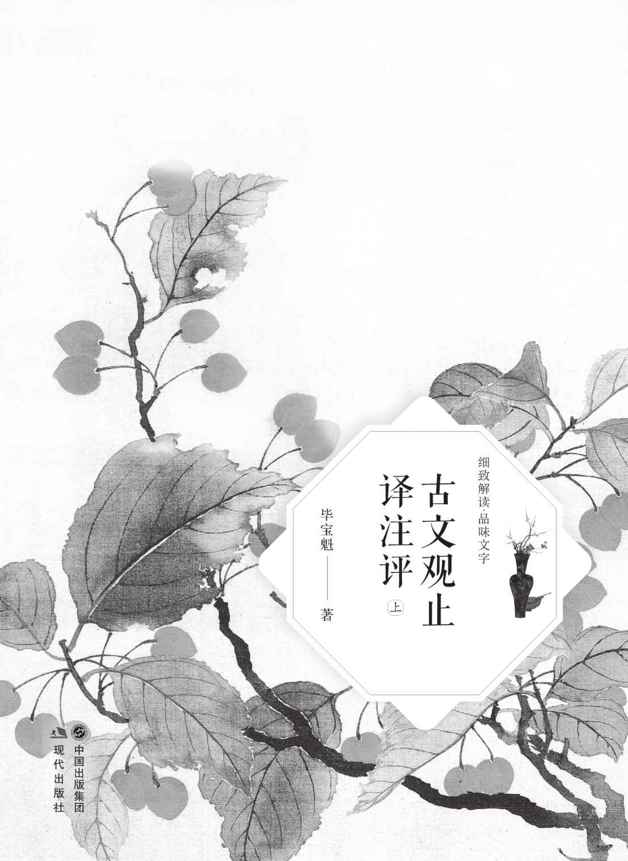 细致解读·品味文字
古文观止
译注评
上
毕宝魁 著
中国出版集团
现代出版社